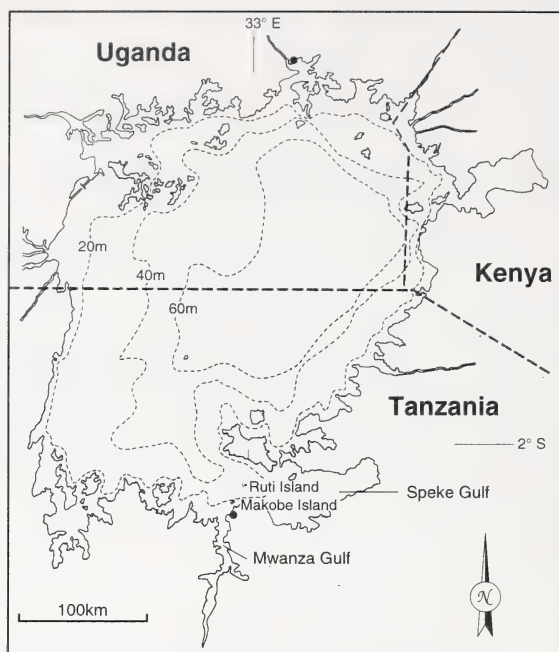 33° E
Uganda
20m
40m
60m
Kenya
Tanzania
2° S
Ruti Island
Makobe Island
Speke Gulf
Mwanza Gulf
100km
N